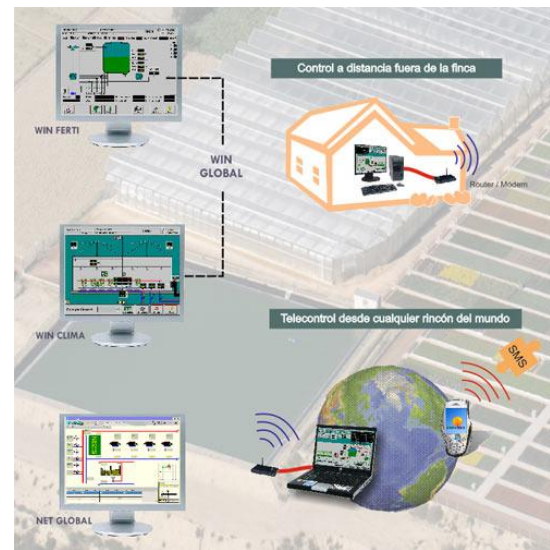 Control a distancia fuera de la finca
WIN FERTI
WIN
GLOBAL
Router / Módem
WIN CLIMA
Telecontrol desde cualquier rincón del mundo
SMS
NET GLOBAL